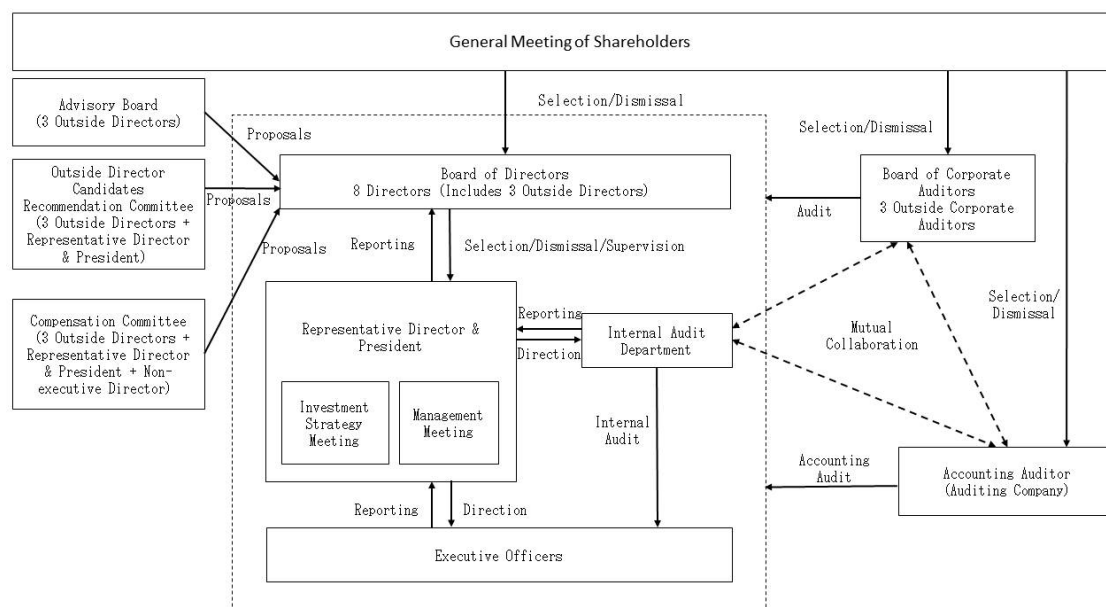 General Meeting of Shareholders
Advisory Board
(3 Outside Directors)
Selection/Dismissal
Selection/Dismissal
Proposals
Outside Director
Candidates
Recommendation Committee
(3 Outside Directors +
Representative Director
& President)
Proposals
Board of Directors
8 Directors (Includes 3 Outside Directors)
Board of Corporate
Auditors
3 Outside Corporate
Auditors
Audit
Proposals
Reporting
Selection/Dismissal/Supervision
Compensation Committee
(3 Outside Directors +
Representative Director
& President + Non-
executive Director)
Representative Director &
President
Reporting
Direction
Internal Audit
Department
Mutual
Collaboration
Selection/
Dismissal
Investment
Strategy
Meeting
Management
Meeting
Internal
Audit
Accounting
Audit
Accounting Auditor
(Auditing Company)
Reporting
Direction
Executive Officers